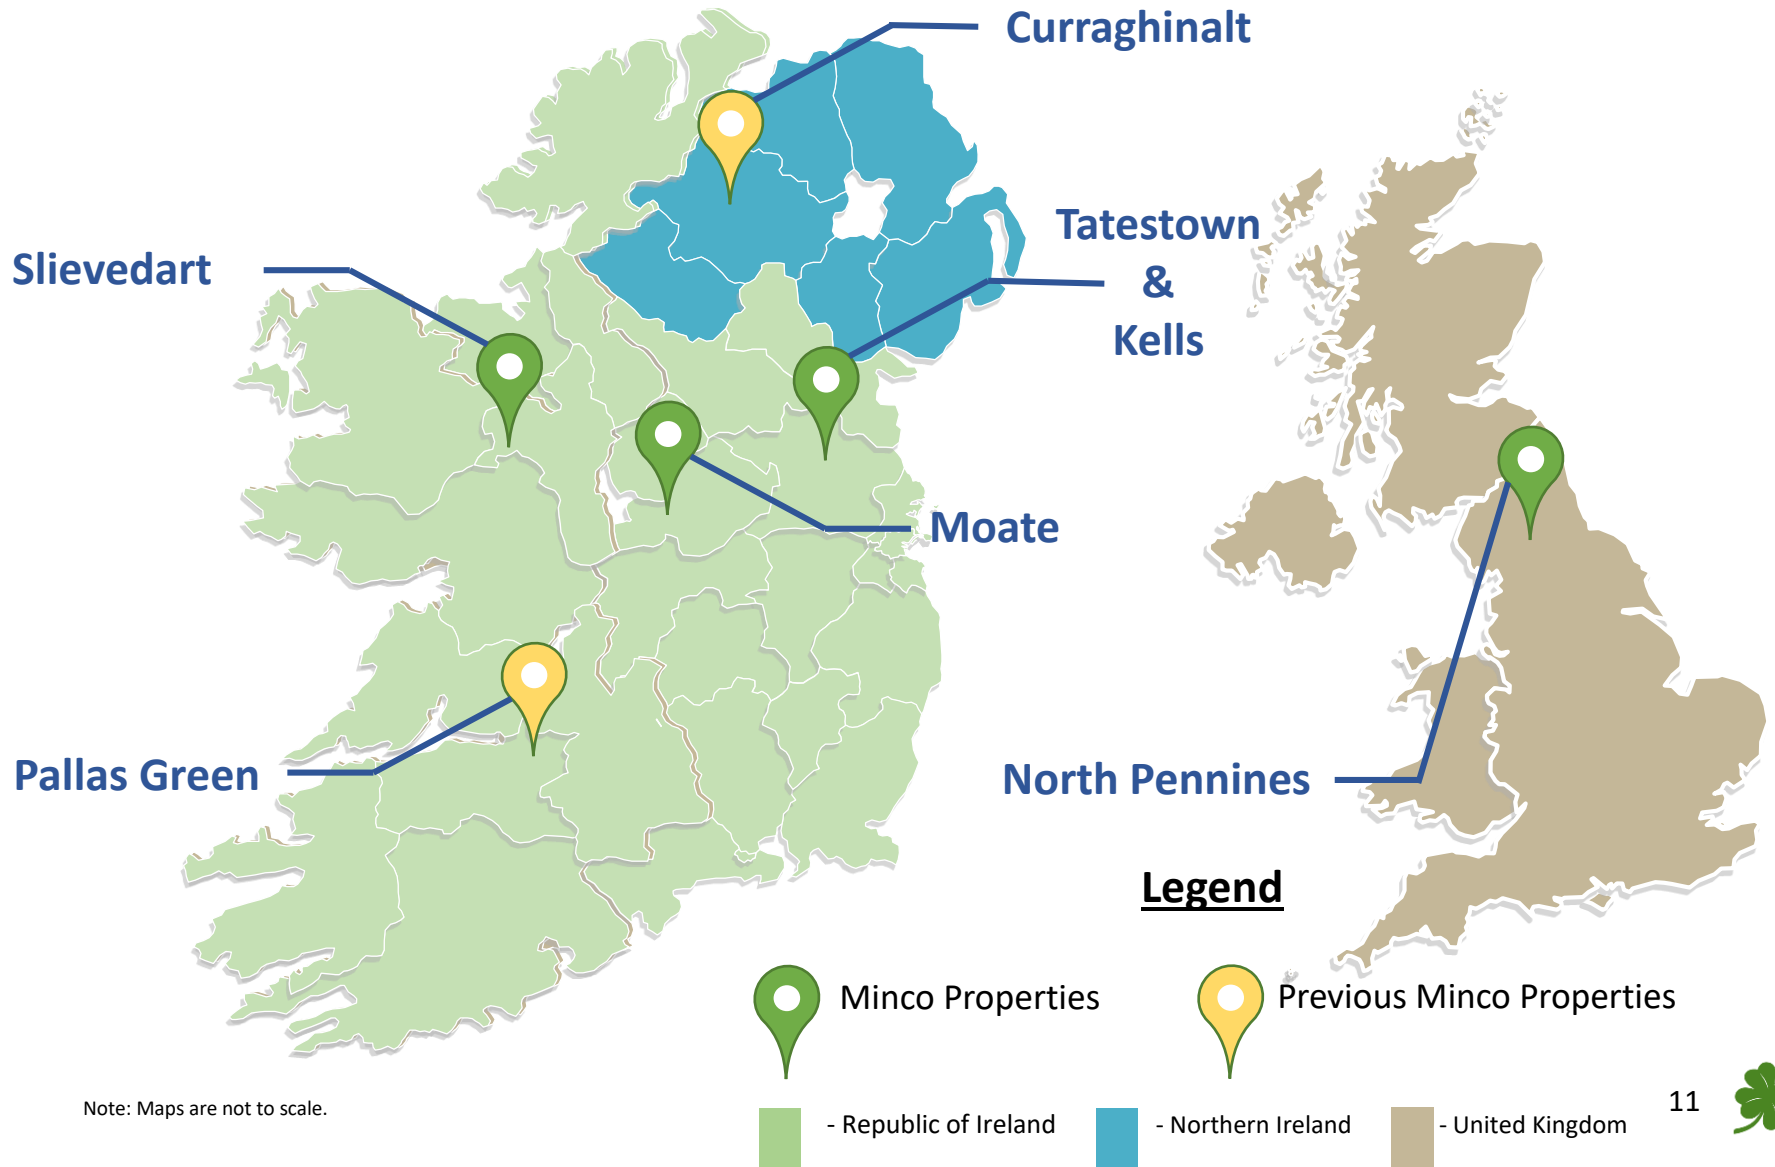 Curraghinalt
Tatestown
&
Kells
Slievedart
Moate
Pallas Green
North Pennines
Legend
Minco Properties
Previous Minco Properties
Note: Maps are not to scale.
- Republic of Ireland
- Northern Ireland
- United Kingdom
11